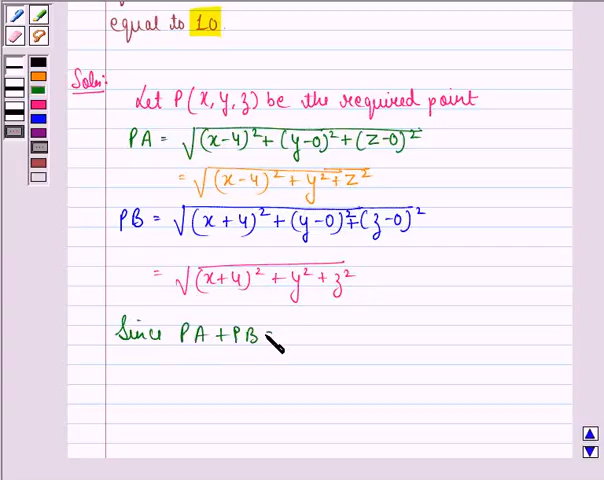 equal to 10.
Soln:
Let P(x, y, z) be the required point
PA = √(x-4)² + (y-0)² + (z-0)²
= √(x-4)² + y² + z²
PB = √(x+4)² + (y-0)² + (z-0)²
= √(x+4)² + y² + z²
Since PA + PB =